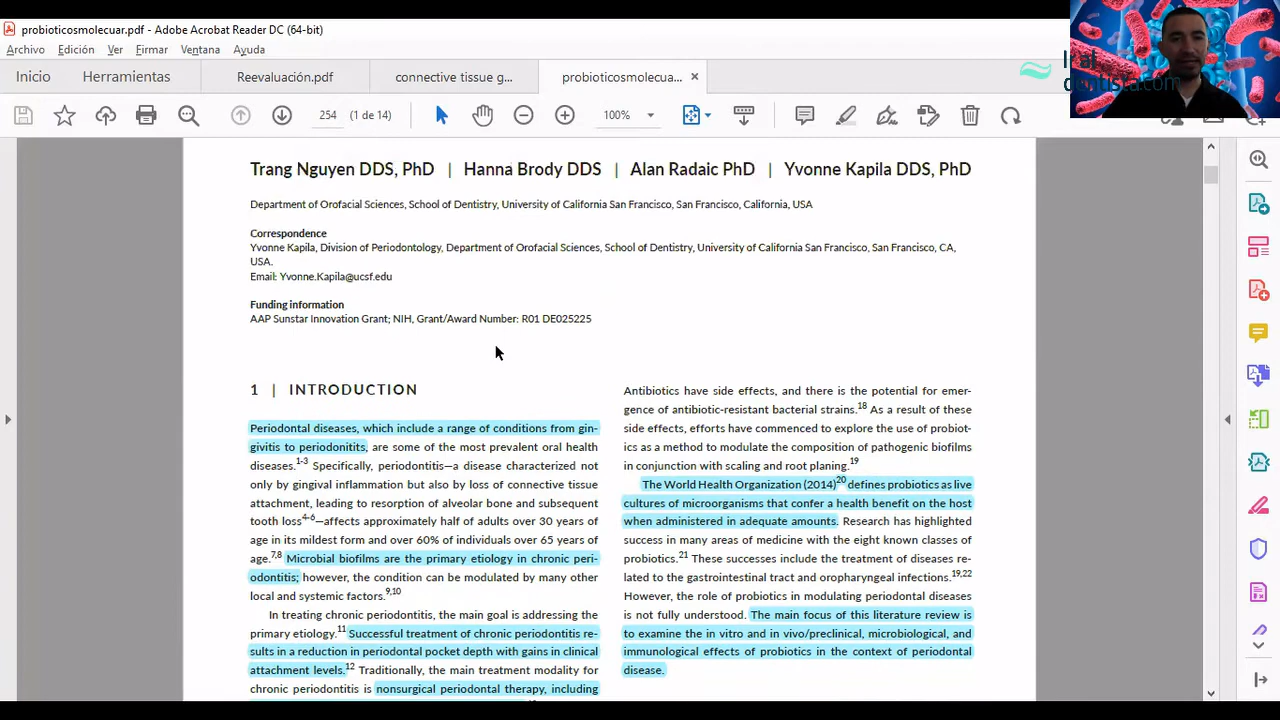 probioticosmolecuar.pdf - Adobe Acrobat Reader DC (64-bit)
Archivo Edición Ver Firmar Ventana Ayuda
Inicio Herramientas Reevaluación.pdf connective tissue g... probioticosmolecua... ×
254 (1 de 14) 100%
dentista.com
Trang Nguyen DDS, PhD | Hanna Brody DDS | Alan Radaic PhD | Yvonne Kapila DDS, PhD
Department of Orofacial Sciences, School of Dentistry, University of California San Francisco, San Francisco, California, USA
Correspondence
Yvonne Kapila, Division of Periodontology, Department of Orofacial Sciences, School of Dentistry, University of California San Francisco, San Francisco, CA,
USA.
Email: Yvonne.Kapila@ucsf.edu
Funding information
AAP Sunstar Innovation Grant; NIH, Grant/Award Number: R01 DE025225
1 | INTRODUCTION
Periodontal diseases, which include a range of conditions from gin-
givitis to periodonitits, are some of the most prevalent oral health
diseases.1-3 Specifically, periodontitis—a disease characterized not
only by gingival inflammation but also by loss of connective tissue
attachment, leading to resorption of alveolar bone and subsequent
tooth loss4-6—affects approximately half of adults over 30 years of
age in its mildest form and over 60% of individuals over 65 years of
age.7,8 Microbial biofilms are the primary etiology in chronic peri-
odontitis; however, the condition can be modulated by many other
local and systemic factors.9,10
In treating chronic periodontitis, the main goal is addressing the
primary etiology.11 Successful treatment of chronic periodontitis re-
sults in a reduction in periodontal pocket depth with gains in clinical
attachment levels.12 Traditionally, the main treatment modality for
chronic periodontitis is nonsurgical periodontal therapy, including
Antibiotics have side effects, and there is the potential for emer-
gence of antibiotic-resistant bacterial strains.18 As a result of these
side effects, efforts have commenced to explore the use of probiot-
ics as a method to modulate the composition of pathogenic biofilms
in conjunction with scaling and root planing.19
The World Health Organization (2014)20 defines probiotics as live
cultures of microorganisms that confer a health benefit on the host
when administered in adequate amounts. Research has highlighted
success in many areas of medicine with the eight known classes of
probiotics.21 These successes include the treatment of diseases re-
lated to the gastrointestinal tract and oropharyngeal infections.19,22
However, the role of probiotics in modulating periodontal diseases
is not fully understood. The main focus of this literature review is
to examine the in vitro and in vivo/preclinical, microbiological, and
immunological effects of probiotics in the context of periodontal
disease.